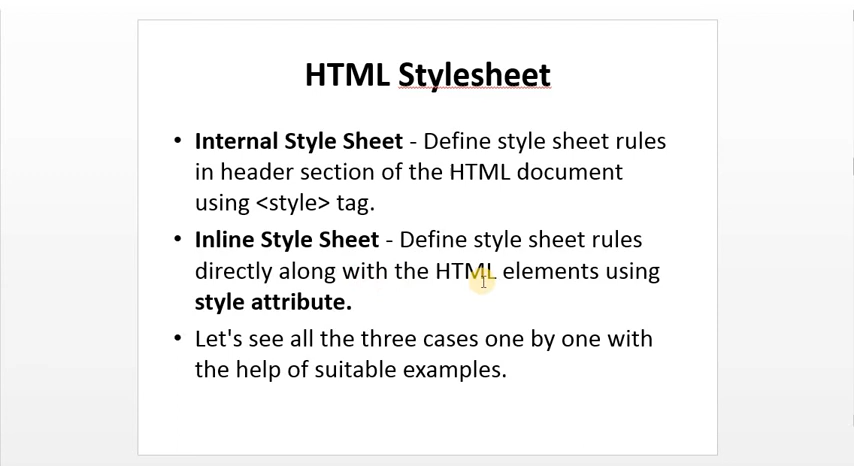 HTML Stylesheet
• Internal Style Sheet - Define style sheet rules
in header section of the HTML document
using <style> tag.
• Inline Style Sheet - Define style sheet rules
directly along with the HTML elements using
style attribute.
• Let's see all the three cases one by one with
the help of suitable examples.